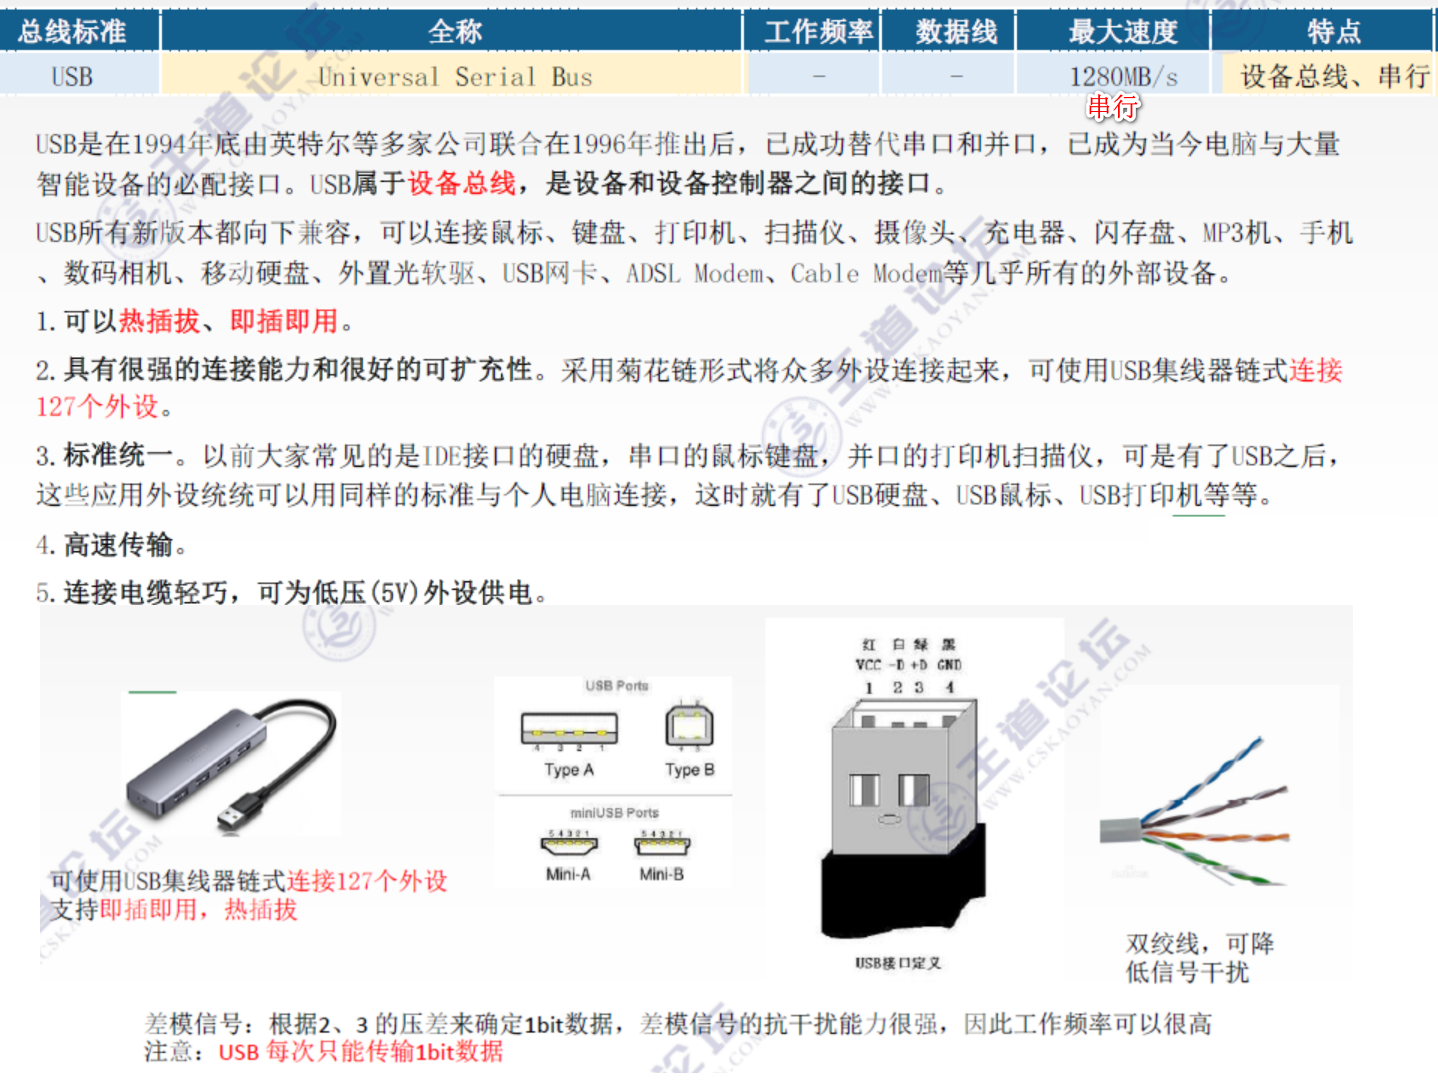 总线标准 全称 工作频率 数据线 最大速度 特点
USB Universal Serial Bus - - 1280MB/s 设备总线、串行
串行
USB是在1994年底由英特尔等多家公司联合在1996年推出后，已成功替代串口和并口，已成为当今电脑与大量
智能设备的必配接口。USB属于设备总线，是设备和设备控制器之间的接口。
USB所有新版本都向下兼容，可以连接鼠标、键盘、打印机、扫描仪、摄像头、充电器、闪存盘、MP3机、手机
、数码相机、移动硬盘、外置光软驱、USB网卡、ADSL Modem、Cable Modem等几乎所有的外部设备。
1.可以热插拔、即插即用。
2.具有很强的连接能力和很好的可扩充性。采用菊花链形式将众多外设连接起来，可使用USB集线器链式连接
127个外设。
3.标准统一。以前大家常见的是IDE接口的硬盘，串口的鼠标键盘，并口的打印机扫描仪，可是有了USB之后，
这些应用外设统统可以用同样的标准与个人电脑连接，这时就有了USB硬盘、USB鼠标、USB打印机等等。
4.高速传输。
5.连接电缆轻巧，可为低压(5V)外设供电。
红 白 绿 黑
VCC -D +D GND
1 2 3 4
USB Ports
1 2
4 3 2 1
4 3
Type A Type B
miniUSB Ports
5 4 3 2 1 5 4 3 2 1
Mini-A Mini-B
可使用USB集线器链式连接127个外设
支持即插即用，热插拔
USB接口定义
双绞线，可降
低信号干扰
差模信号：根据2、3 的压差来确定1bit数据，差模信号的抗干扰能力很强，因此工作频率可以很高
注意：USB 每次只能传输1bit数据
王道论坛
WWW.CSKAOYAN.COM